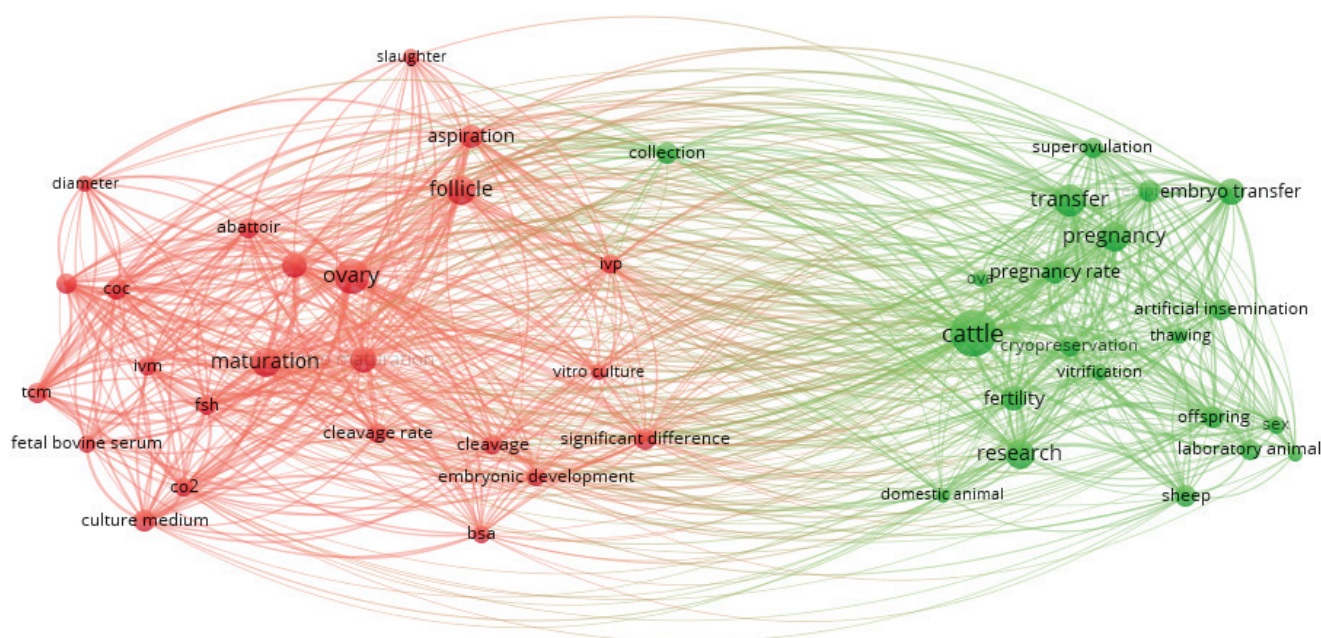 slaughter
aspiration
collection
superovulation
diameter
follicle
transfer
embryo transfer
abattoir
pregnancy
ovary
ivp
ova
pregnancy rate
coc
artificial insemination
cattle
cryopreservation
thawing
maturation
ivm
vitro culture
vitrification
tcm
fsh
fertility
offspring
sex
fetal bovine serum
cleavage rate
cleavage
significant difference
research
laboratory animal
embryonic development
co2
domestic animal
sheep
culture medium
bsa